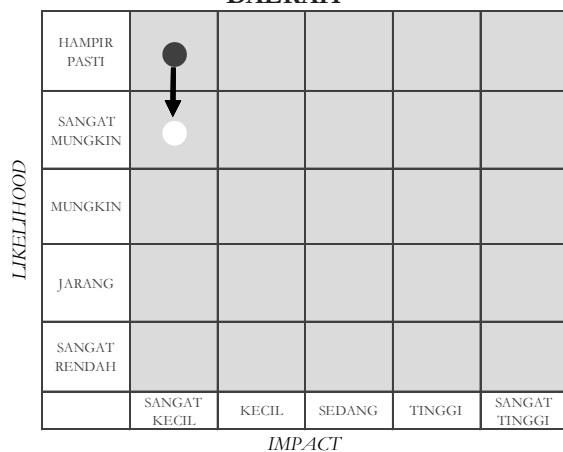 DAERAH
HAMPIR
PASTI
SANGAT
MUNGKIN
MUNGKIN
JARANG
SANGAT
RENDAH
LIKELIHOOD
SANGAT
KECIL
KECIL
SEDANG
TINGGI
SANGAT
TINGGI
IMPACT